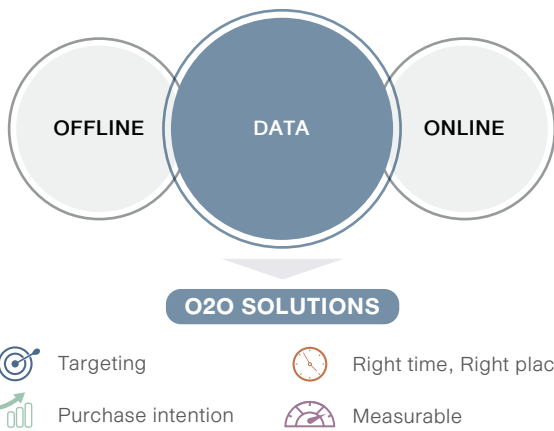 OFFLINE DATA ONLINE
O2O SOLUTIONS
Targeting
Right time, Right plac
Purchase intention
Measurable